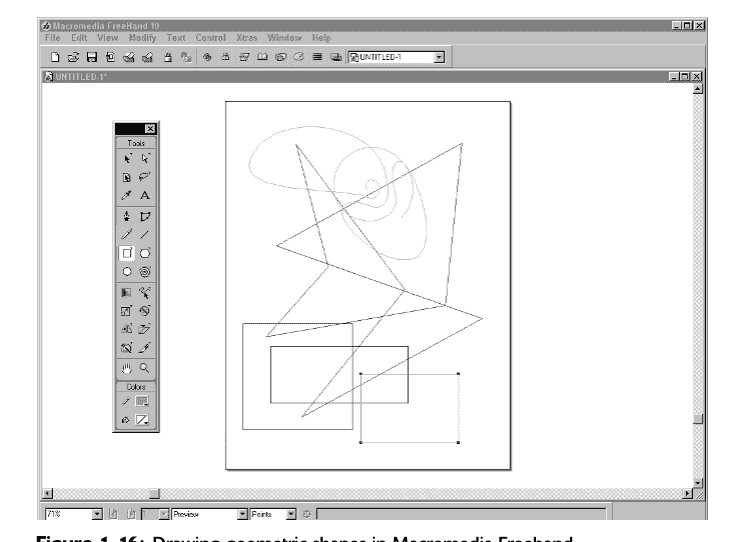 Macromedia FreeHand 10
File Edit View Modify Text Control Xtras Window Help
UNTITLED-1
UNTITLED-1*
Tools
A
Colors
71% 1 Preview Points
Figure 1-16: Drawing geometric shapes in Macromedia Freehand